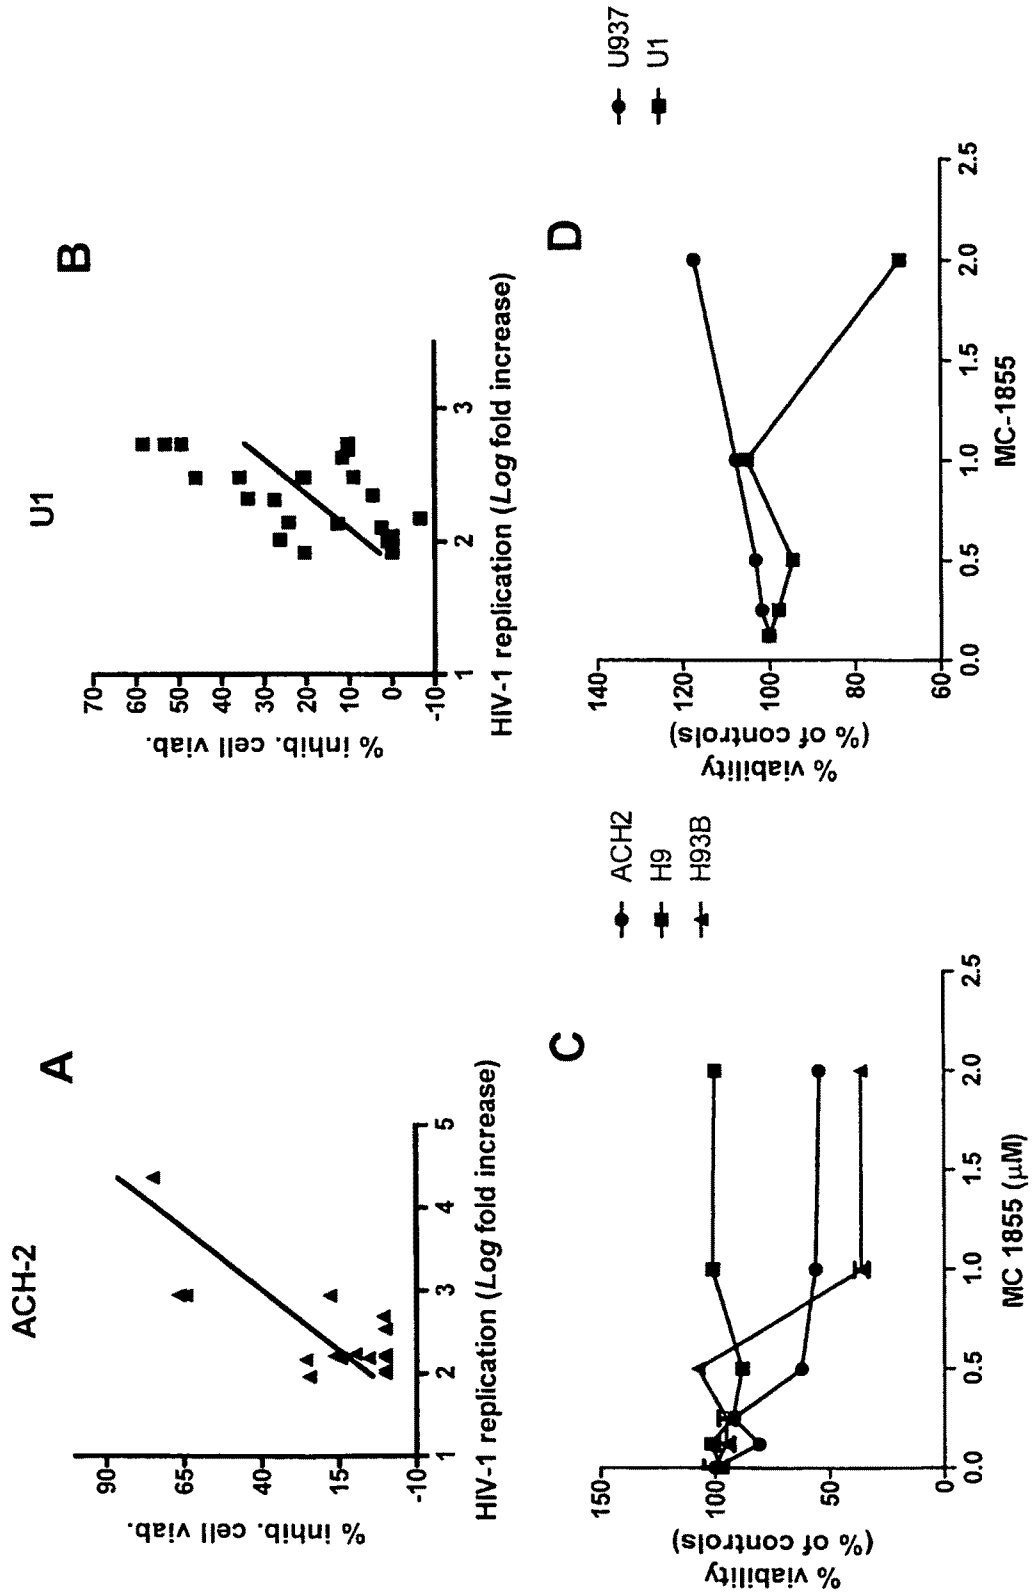 ACH-2
A
90
65
40
15
-10
% inhib. cell viab.
1
2
3
4
5
HIV-1 replication (Log fold increase)
U1
B
70
60
50
40
30
20
10
0
-10
% inhib. cell viab.
1
2
3
HIV-1 replication (Log fold increase)
C
150
100
50
0
% viability
(% of controls)
0.0
0.5
1.0
1.5
2.0
2.5
MC 1855 (μM)
ACH2
H9
H93B
D
140
120
100
80
60
% viability
(% of controls)
0.0
0.5
1.0
1.5
2.0
2.5
MC-1855
U937
U1